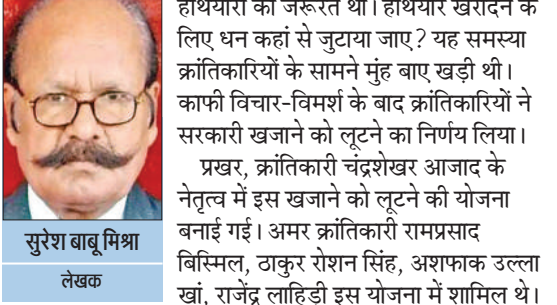 हथियारों की जरूरत थी। हथियार खरीदने के
लिए धन कहां से जुटाया जाए? यह समस्या
क्रांतिकारियों के सामने मुंह बाए खड़ी थी।
काफी विचार-विमर्श के बाद क्रांतिकारियों ने
सरकारी खजाने को लूटने का निर्णय लिया।
प्रखर, क्रांतिकारी चंद्रशेखर आजाद के
नेतृत्व में इस खजाने को लूटने की योजना
बनाई गई। अमर क्रांतिकारी रामप्रसाद
बिस्मिल, ठाकुर रोशन सिंह, अशफाक उल्ला
खां, राजेंद्र लाहिडी इस योजना में शामिल थे।
सुरेश बाबू मिश्रा
लेखक